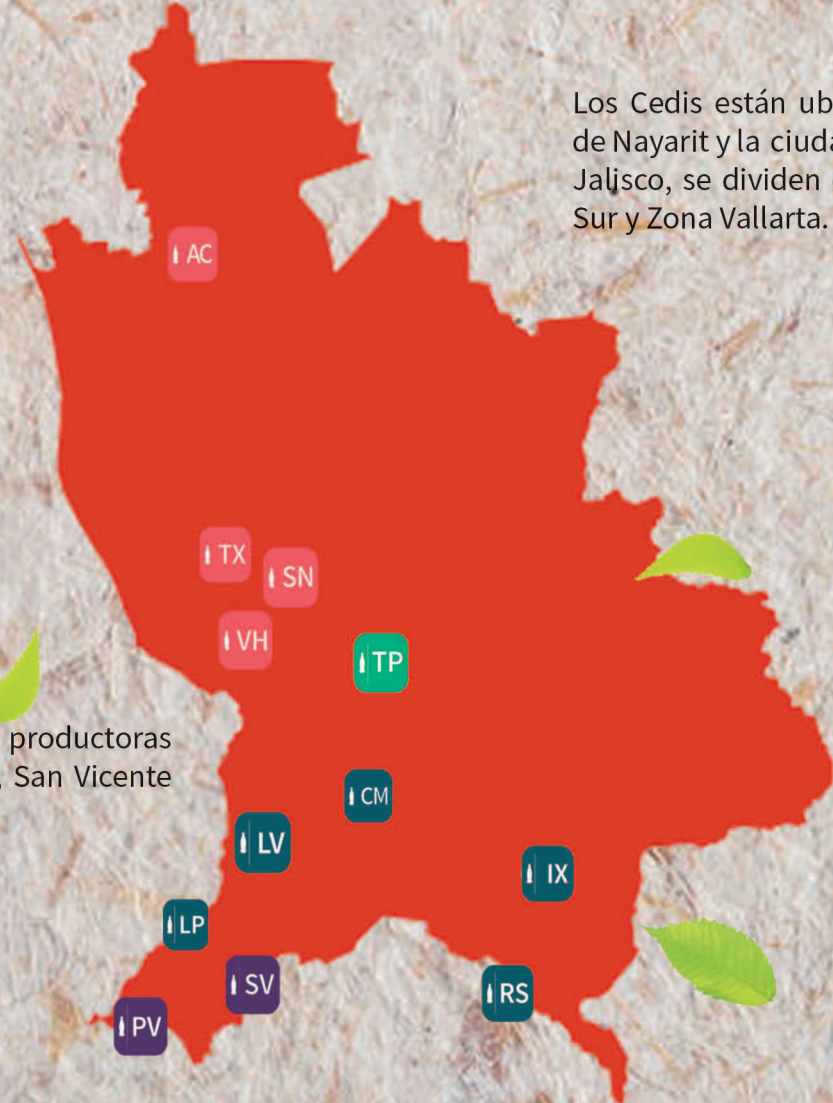 Los Cedis están ub
de Nayarit y la ciuda
Jalisco, se dividen
Sur y Zona Vallarta.
AC
TX
SN
VH
TP
productoras
, San Vicente
CM
LV
IX
LP
SV
RS
PV